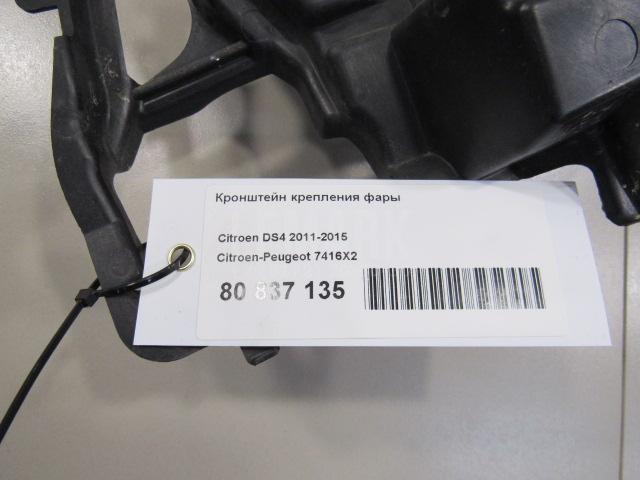 Кронштейн крепления фары
Citroen DS4 2011-2015
Citroen-Peugeot 7416X2
80 837 135